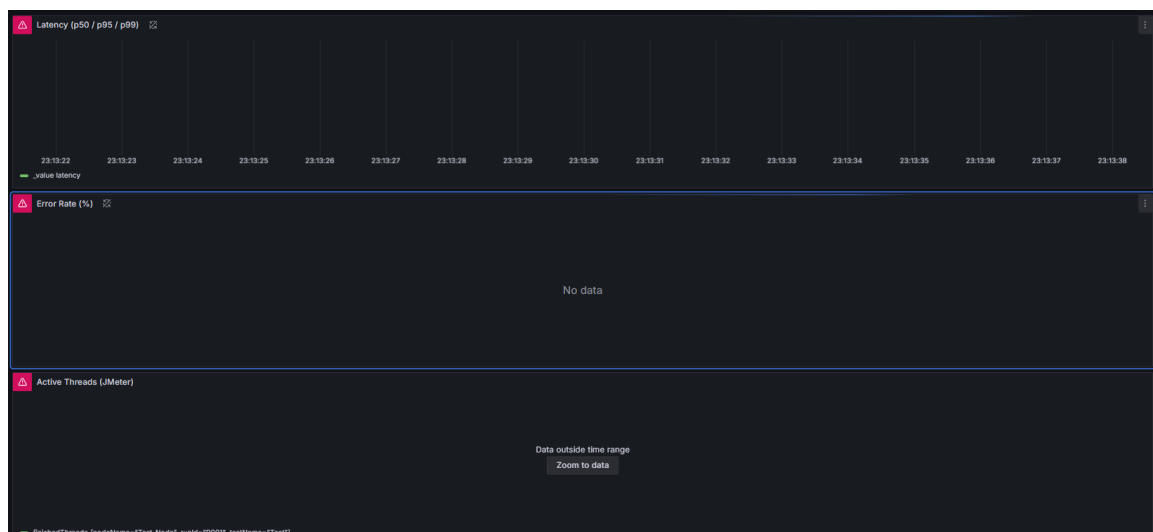 Latency (p50 / p95 / p99)
23:13:22 23:13:23 23:13:24 23:13:25 23:13:26 23:13:27 23:13:28 23:13:29 23:13:30 23:13:31 23:13:32 23:13:33 23:13:34 23:13:35 23:13:36 23:13:37 23:13:38
_value latency
Error Rate (%)
No data
Active Threads (JMeter)
Data outside time range
Zoom to data